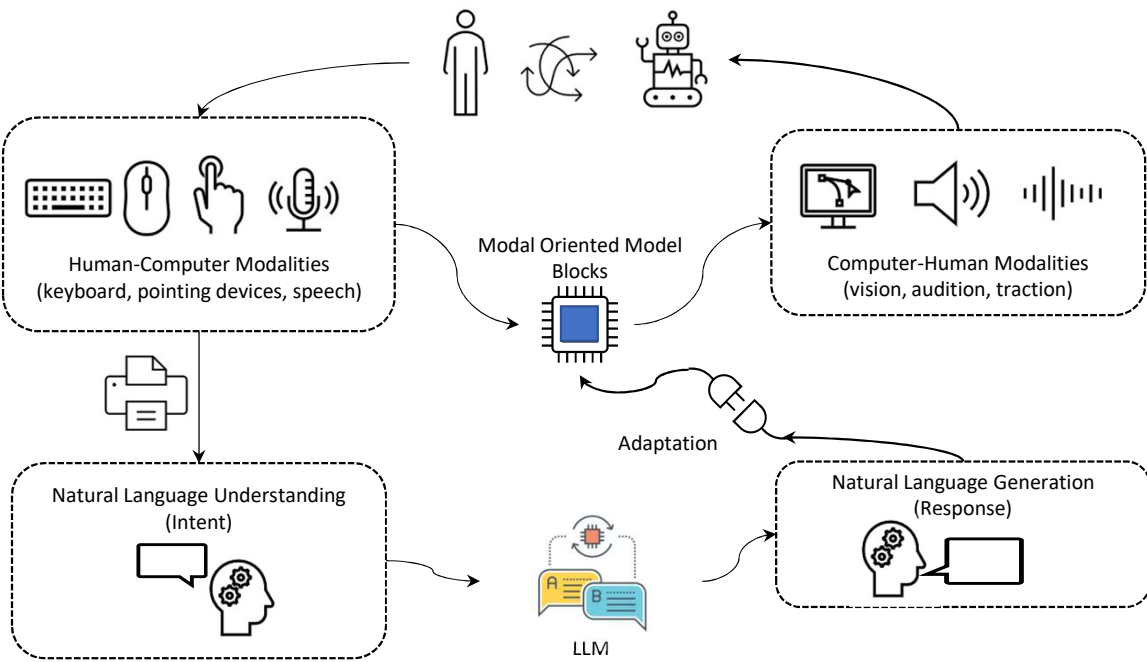 Human-Computer Modalities
(keyboard, pointing devices, speech)
Modal Oriented Model
Blocks
Computer-Human Modalities
(vision, audition, traction)
Adaptation
Natural Language Understanding
(Intent)
A
B
LLM
Natural Language Generation
(Response)